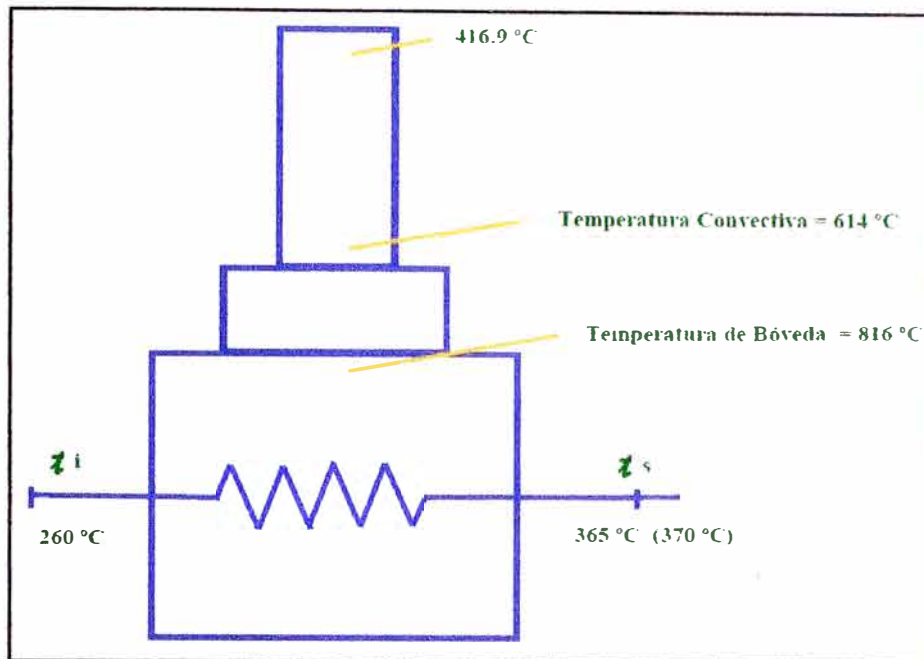 416.9 °C
Temperatura Convectiva = 614 °C
Temperatura de Bóveda = 816 °C
t i
t s
260 °C
365 °C (370 °C)